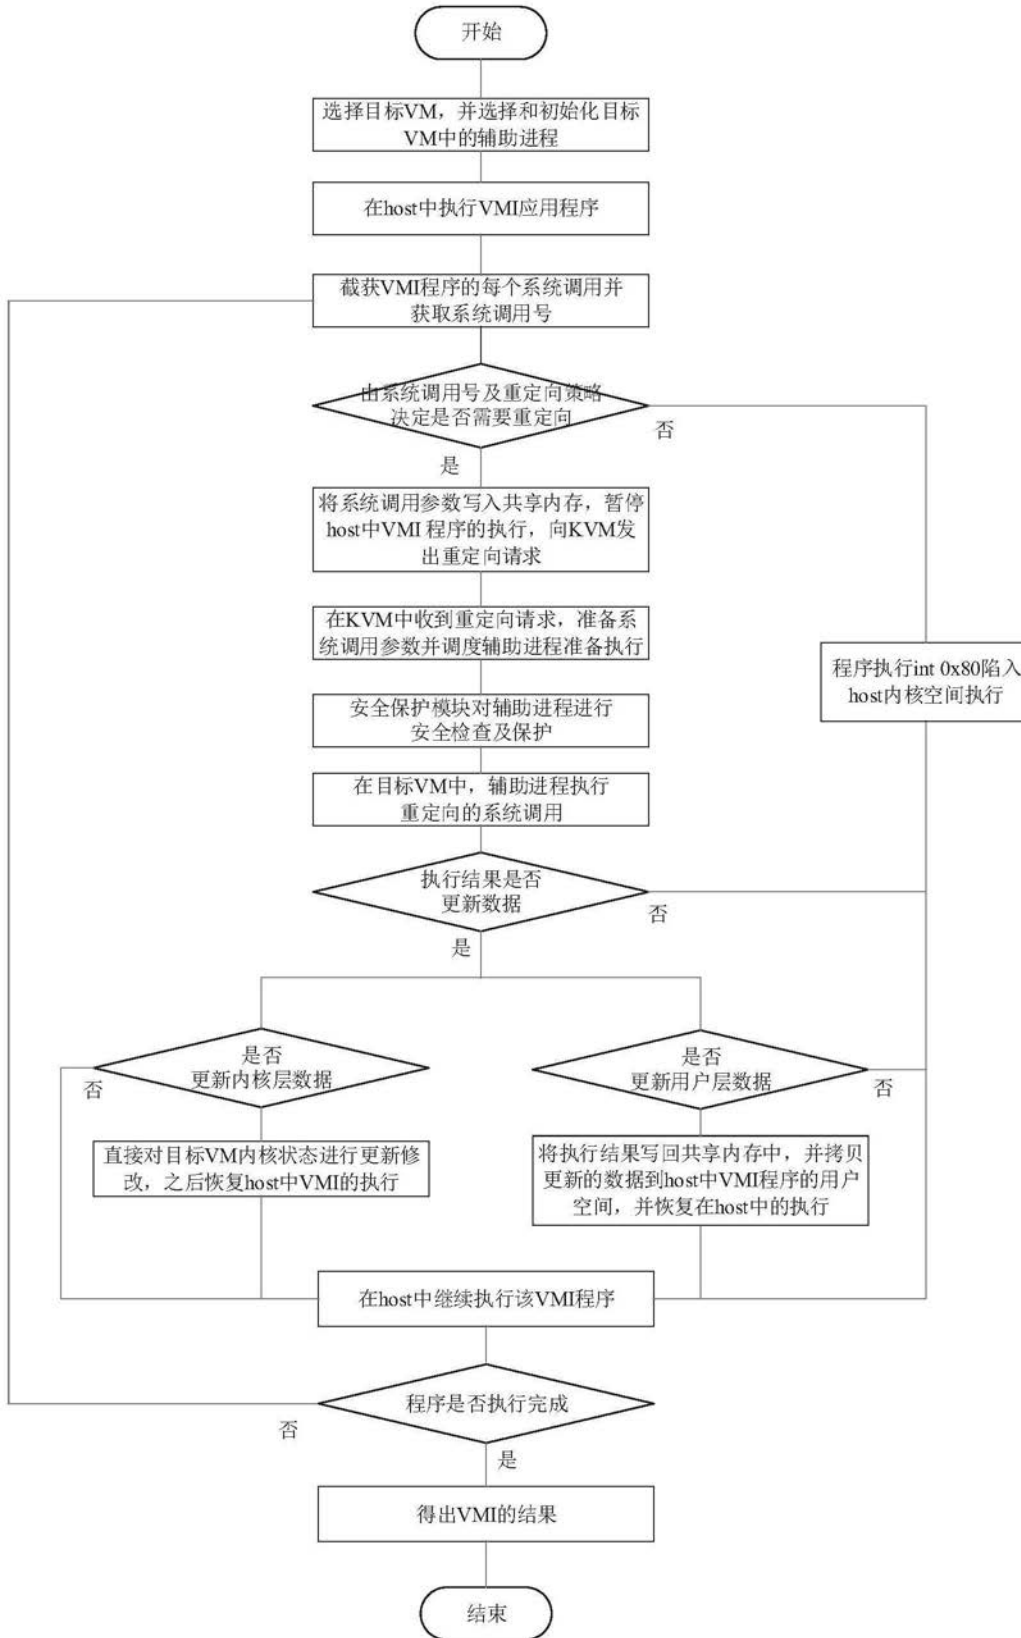 开始
选择目标VM，并选择和初始化目标
VM中的辅助进程
在host中执行VMI应用程序
截获VMI程序的每个系统调用并
获取系统调用号
由系统调用号及重定向策略
决定是否需要重定向
否
是
将系统调用参数写入共享内存，暂停
host中VMI 程序的执行，向KVM发
出重定向请求
在KVM中收到重定向请求，准备系
统调用参数并调度辅助进程准备执行
程序执行int 0x80陷入
host内核空间执行
安全保护模块对辅助进程进行
安全检查及保护
在目标VM中，辅助进程执行
重定向的系统调用
执行结果是否
更新数据
否
是
是否
更新内核层数据
否
是否
更新用户层数据
否
直接对目标VM内核状态进行更新修
改，之后恢复host中VMI的执行
将执行结果写回共享内存中，并拷贝
更新的数据到host中VMI程序的用户
空间，并恢复在host中的执行
在host中继续执行该VMI程序
程序是否执行完成
否
是
得出VMI的结果
结束